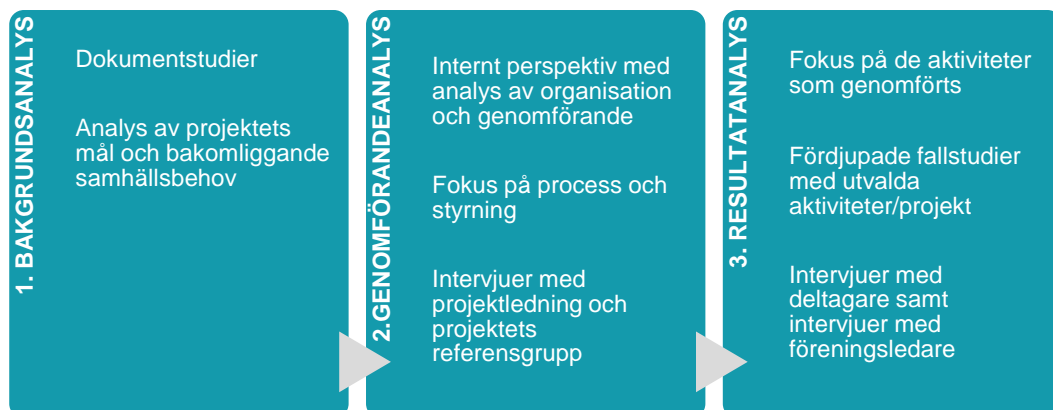 1. BAKGRUNDSANALYS
Dokumentstudier
Analys av projektets
mål och bakomliggande
samhällsbehov
2.GENOMFÖRANDEANALYS
Internt perspektiv med
analys av organisation
och genomförande
Fokus på process och
styrning
Intervjuer med
projektledning och
projektets
referensgrupp
3. RESULTATANALYS
Fokus på de aktiviteter
som genomförts
Fördjupade fallstudier
med utvalda
aktiviteter/projekt
Intervjuer med
deltagare samt
intervjuer med
föreningsledare